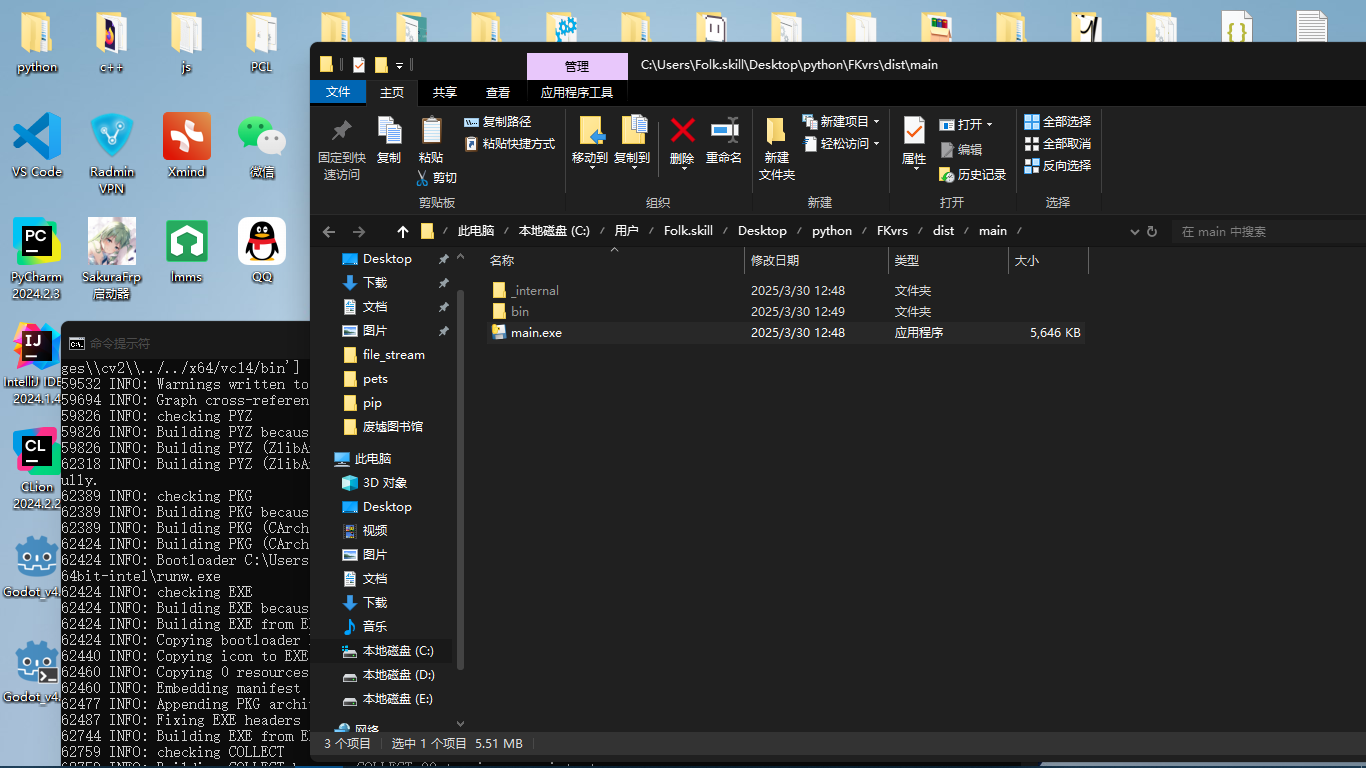 python
c++
js
PCL
VS Code
Radmin VPN
Xmind
微信
PyCharm 2024.2.3
SakuraFrp 启动器
lmms
QQ
IntelliJ IDE
2024.1.4
CLion
2024.2.2
Godot_v4.
Godot_v4.
命令提示符
ges\\cv2\\../../x64/vc14/bin']
59532 INFO: Warnings written to
59694 INFO: Graph cross-referen
59826 INFO: checking PYZ
59826 INFO: Building PYZ becaus
59826 INFO: Building PYZ (ZlibA
62318 INFO: Building PYZ (ZlibA
ully.
62389 INFO: checking PKG
62389 INFO: Building PKG becaus
62389 INFO: Building PKG (CArch
62424 INFO: Building PKG (CArch
62424 INFO: Bootloader C:\Users
64bit-intel\runw.exe
62424 INFO: checking EXE
62424 INFO: Building EXE becaus
62424 INFO: Building EXE from E
62424 INFO: Copying bootloader
62440 INFO: Copying icon to EXE
62460 INFO: Copying 0 resources
62460 INFO: Embedding manifest
62477 INFO: Appending PKG archi
62487 INFO: Fixing EXE headers
62744 INFO: Building EXE from E
62759 INFO: checking COLLECT
管理
C:\Users\Folk.skill\Desktop\python\FKvrs\dist\main
文件 主页 共享 查看 应用程序工具
固定到快速访问
复制
粘贴
复制路径
粘贴快捷方式
剪切
剪贴板
移动到
复制到
删除
重命名
组织
新建文件夹
新建项目
轻松访问
新建
属性
打开
编辑
历史记录
打开
全部选择
全部取消
反向选择
选择
此电脑 / 本地磁盘 (C:) / 用户 / Folk.skill / Desktop / python / FKvrs / dist / main /
在 main 中搜索
Desktop
下载
文档
图片
file_stream
pets
pip
废墟图书馆
此电脑
3D 对象
Desktop
视频
图片
文档
下载
音乐
本地磁盘 (C:)
本地磁盘 (D:)
本地磁盘 (E:)
网络
名称 修改日期 类型 大小
_internal 2025/3/30 12:48 文件夹
bin 2025/3/30 12:49 文件夹
main.exe 2025/3/30 12:48 应用程序 5,646 KB
3 个项目 选中 1 个项目 5.51 MB